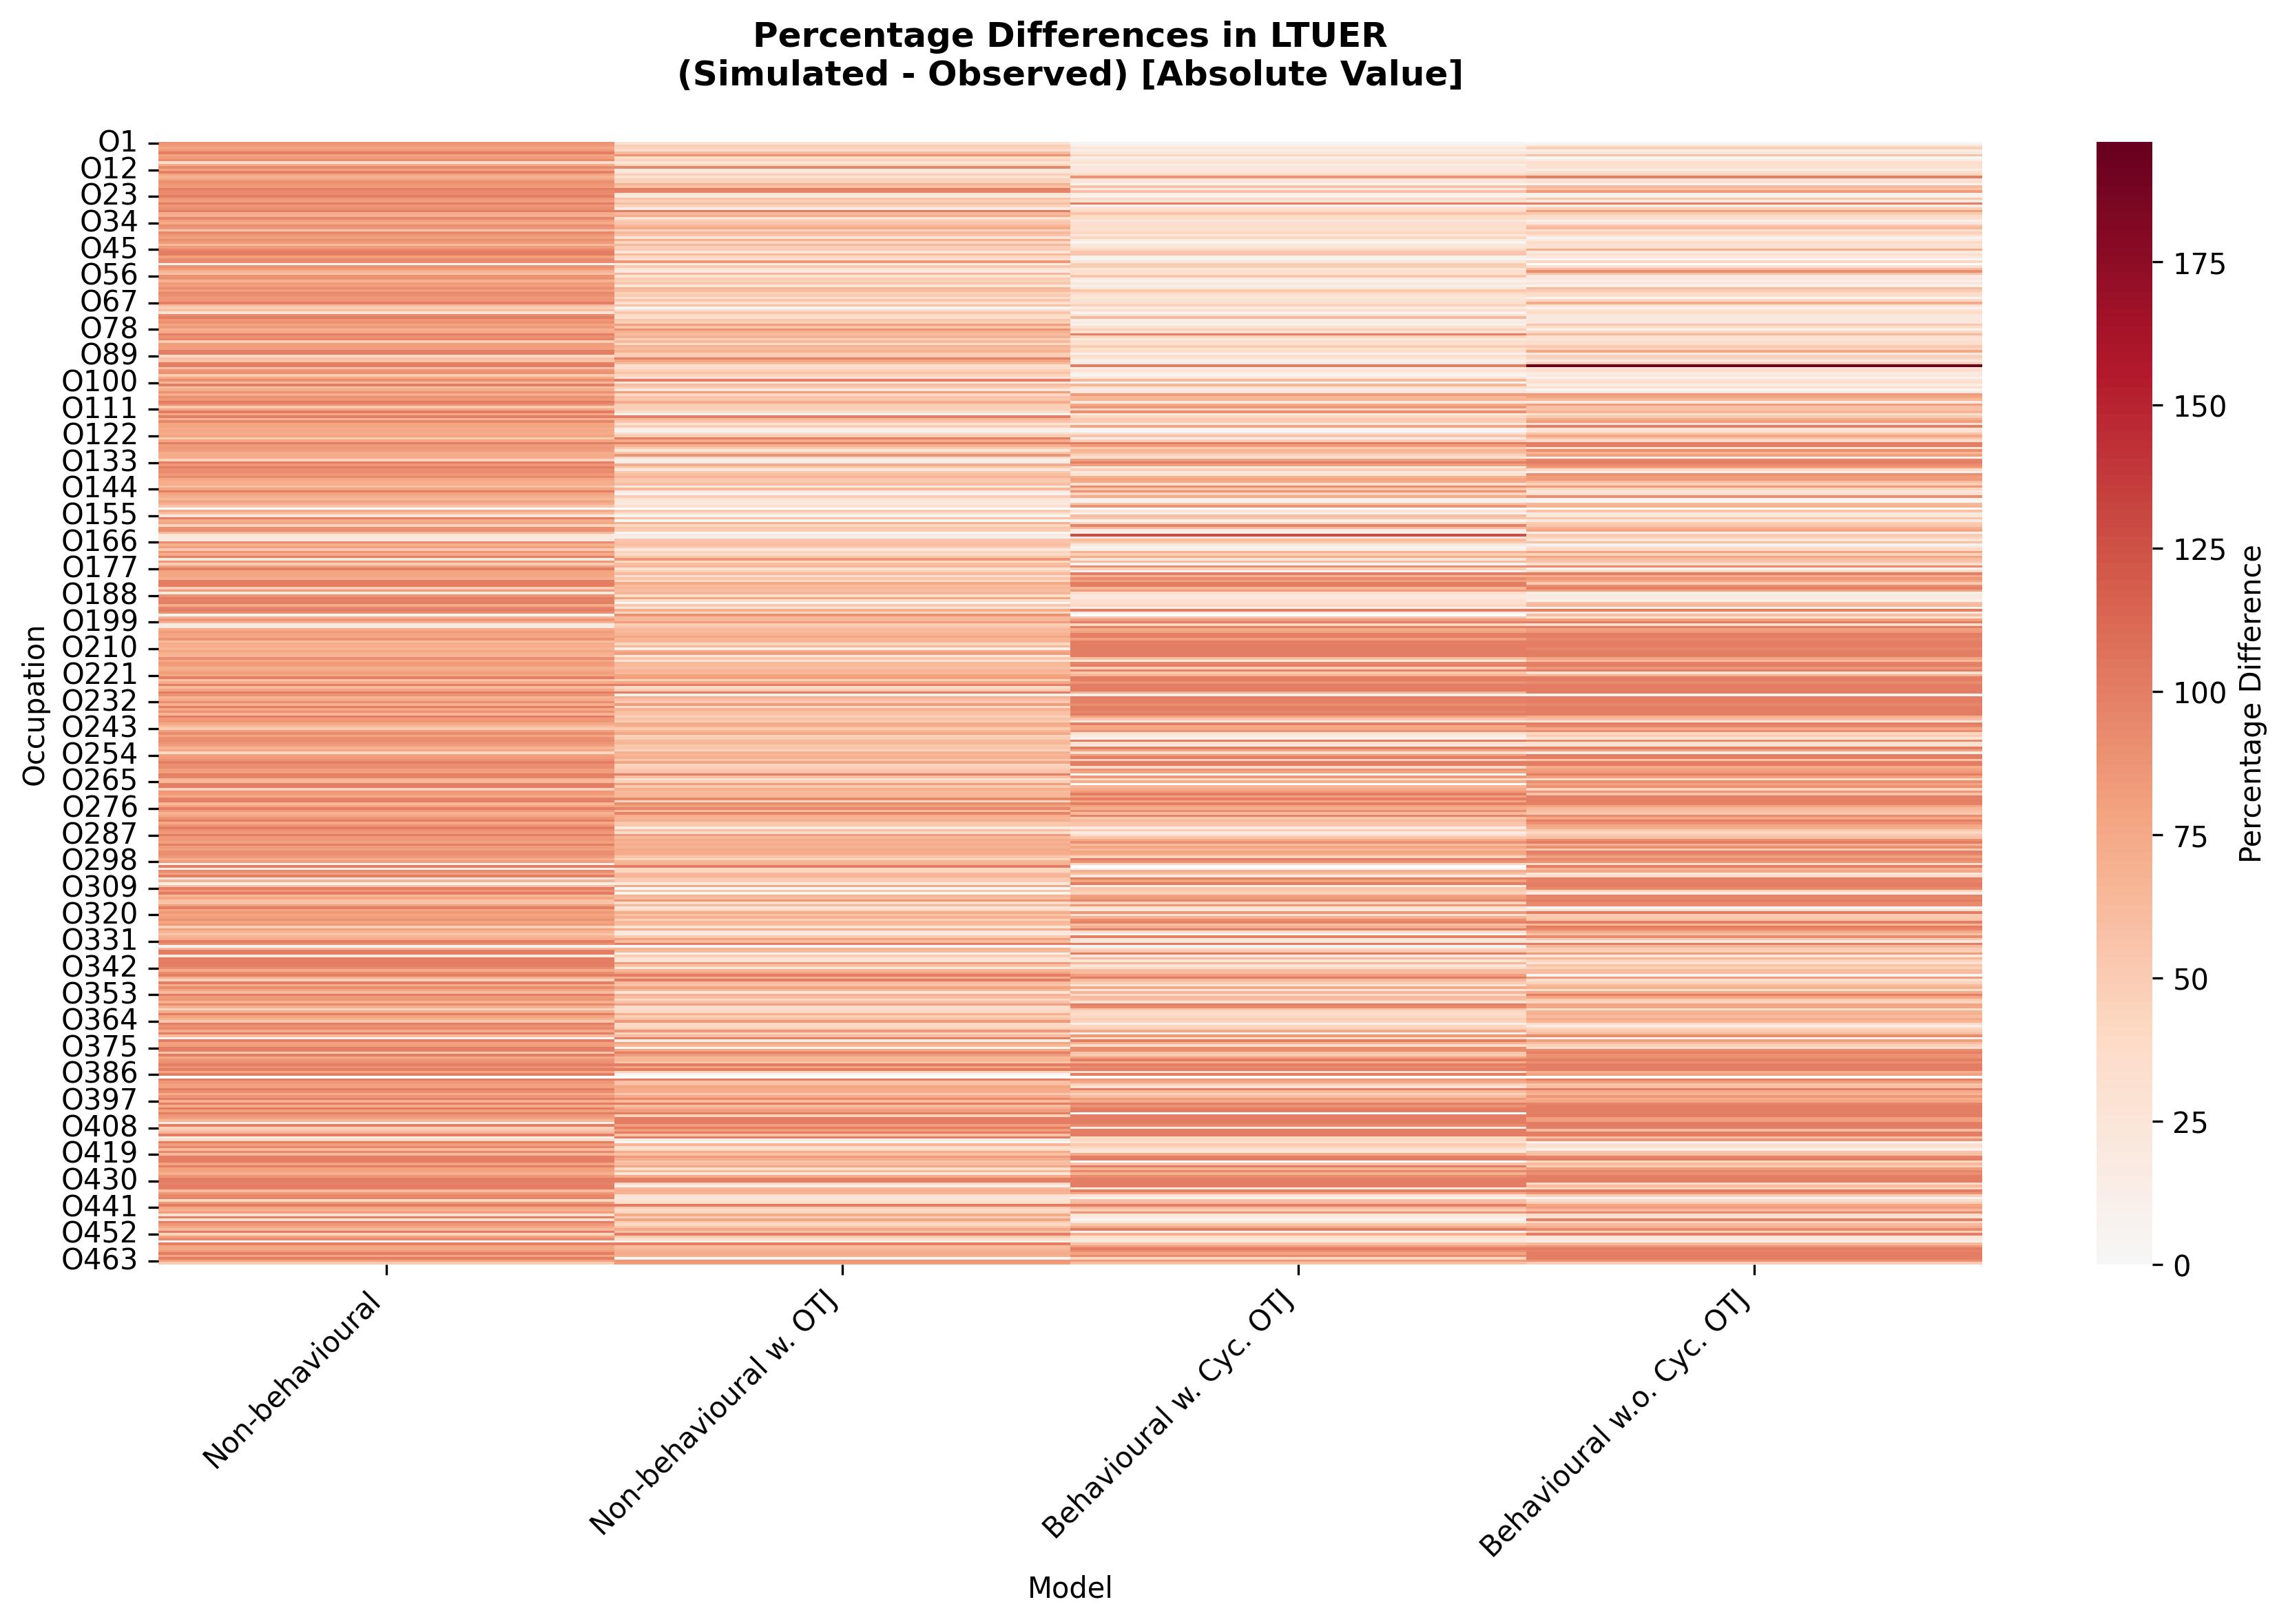 Percentage Differences in LTUER
(Simulated - Observed) [Absolute Value]
Occupation
O1
O12
O23
O34
O45
O56
O67
O78
O89
O100
O111
O122
O133
O144
O155
O166
O177
O188
O199
O210
O221
O232
O243
O254
O265
O276
O287
O298
O309
O320
O331
O342
O353
O364
O375
O386
O397
O408
O419
O430
O441
O452
O463
Non-behavioural
Non-behavioural w. OTJ
Behavioural w. Cyc. OTJ
Behavioural w.o. Cyc. OTJ
Model
175
150
125
100
75
50
25
0
Percentage Difference